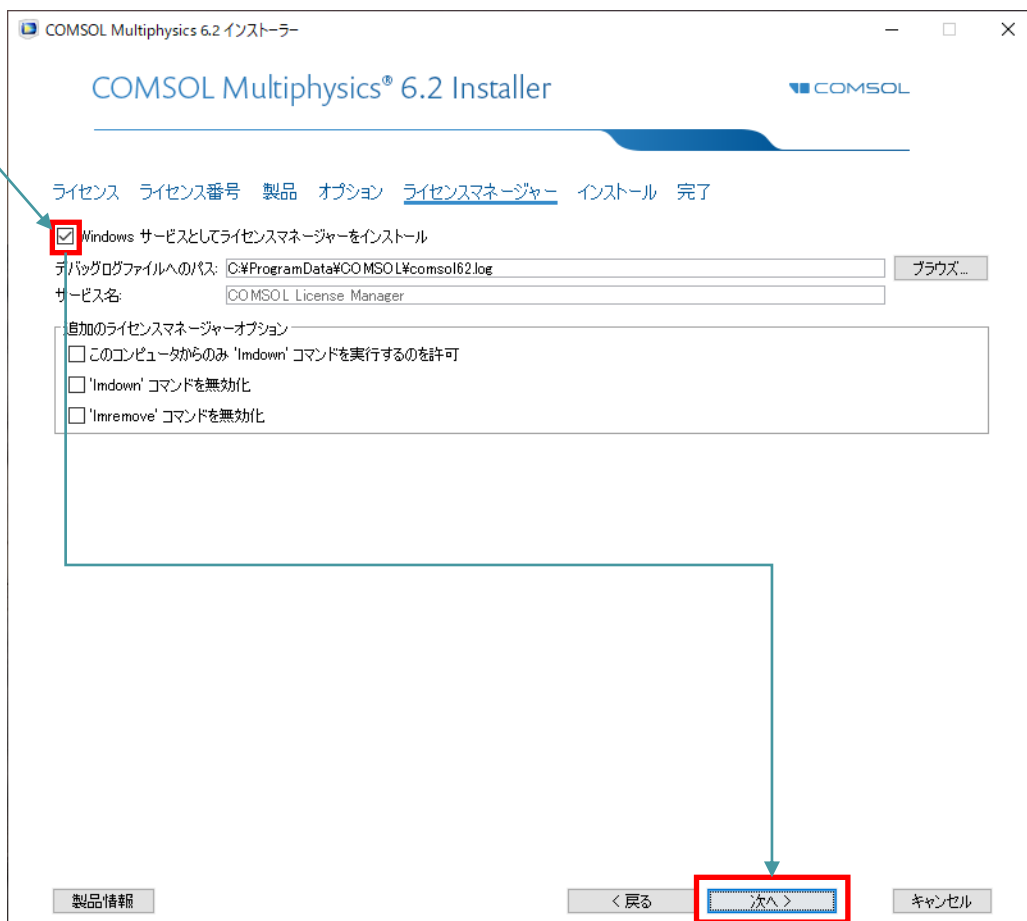 COMSOL Multiphysics 6.2 インストーラー
COMSOL Multiphysics® 6.2 Installer
COMSOL
ライセンス ライセンス番号 製品 オプション ライセンスマネージャー インストール 完了
Windows サービスとしてライセンスマネージャーをインストール
デバッグログファイルへのパス: C:¥ProgramData¥COMSOL¥comsol62.log ブラウズ...
サービス名: COMSOL License Manager
追加のライセンスマネージャーオプション
このコンピュータからのみ 'lmdown' コマンドを実行するのを許可
'lmdown' コマンドを無効化
'lmremove' コマンドを無効化
製品情報 < 戻る 次へ > キャンセル